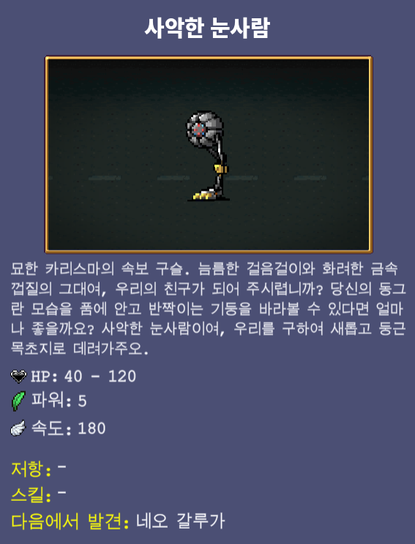 사악한 눈사람
묘한 카리스마의 속보 구슬. 늠름한 걸음걸이와 화려한 금속
껍질의 그대여, 우리의 친구가 되어 주시렵니까? 당신의 동그
란 모습을 품에 안고 반짝이는 기둥을 바라볼 수 있다면 얼마
나 좋을까요? 사악한 눈사람이여, 우리를 구하여 새롭고 둥근
목초지로 데려가주오.
HP: 40 - 120
파워: 5
속도: 180
저항: -
스킬: -
다음에서 발견: 네오 갈루가